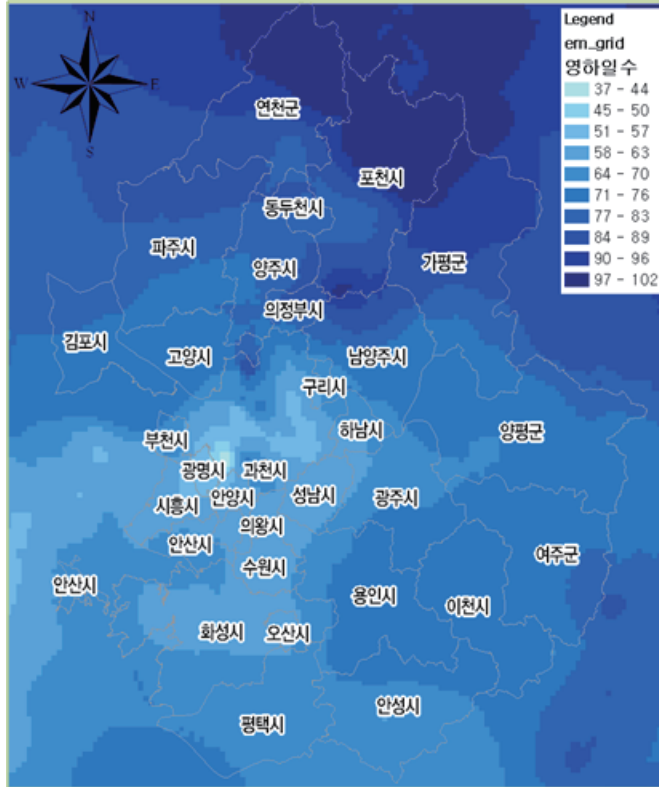 N
W
E
S
Legend
em_grid
영하일수
37 - 44
45 - 50
51 - 57
58 - 63
64 - 70
71 - 76
77 - 83
84 - 89
90 - 96
97 - 102
연천군
포천시
동두천시
파주시
양주시
가평군
의정부시
김포시
고양시
남양주시
구리시
부천시
하남시
양평군
광명시
과천시
시흥시
안양시
성남시
광주시
의왕시
안산시
여주군
수원시
안산시
용인시
이천시
화성시
오산시
안성시
평택시